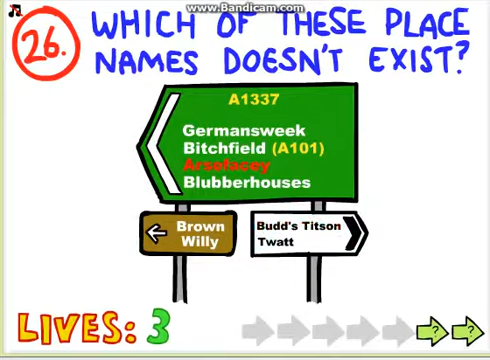 www.Bandicam.com
26.
WHICH OF THESE PLACE
NAMES DOESN'T EXIST?
A1337
Germansweek
Bitchfield (A101)
Arsefacey
Blubberhouses
Brown
Willy
Budd's Titson
Twatt
LIVES: 3
? ?